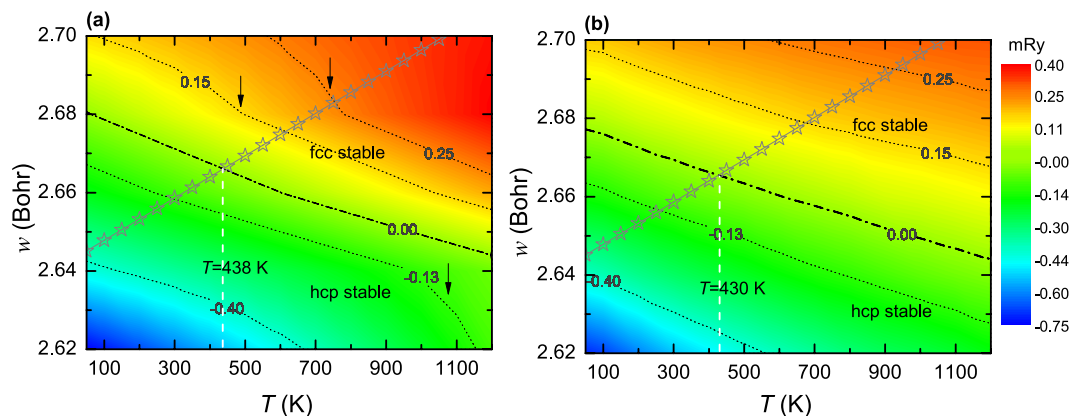 (a)
2.70
2.68
2.66
2.64
2.62
w (Bohr)
0.15
0.25
fcc stable
0.00
-0.13
T=438 K
hcp stable
-0.40
100 300 500 700 900 1100
T (K)
(b)
2.70
2.68
2.66
2.64
2.62
w (Bohr)
0.25
fcc stable
0.15
-0.13
0.00
T=430 K
hcp stable
-0.40
100 300 500 700 900 1100
T (K)
mRy
0.40
0.25
0.11
-0.00
-0.14
-0.40
-0.60
-0.75